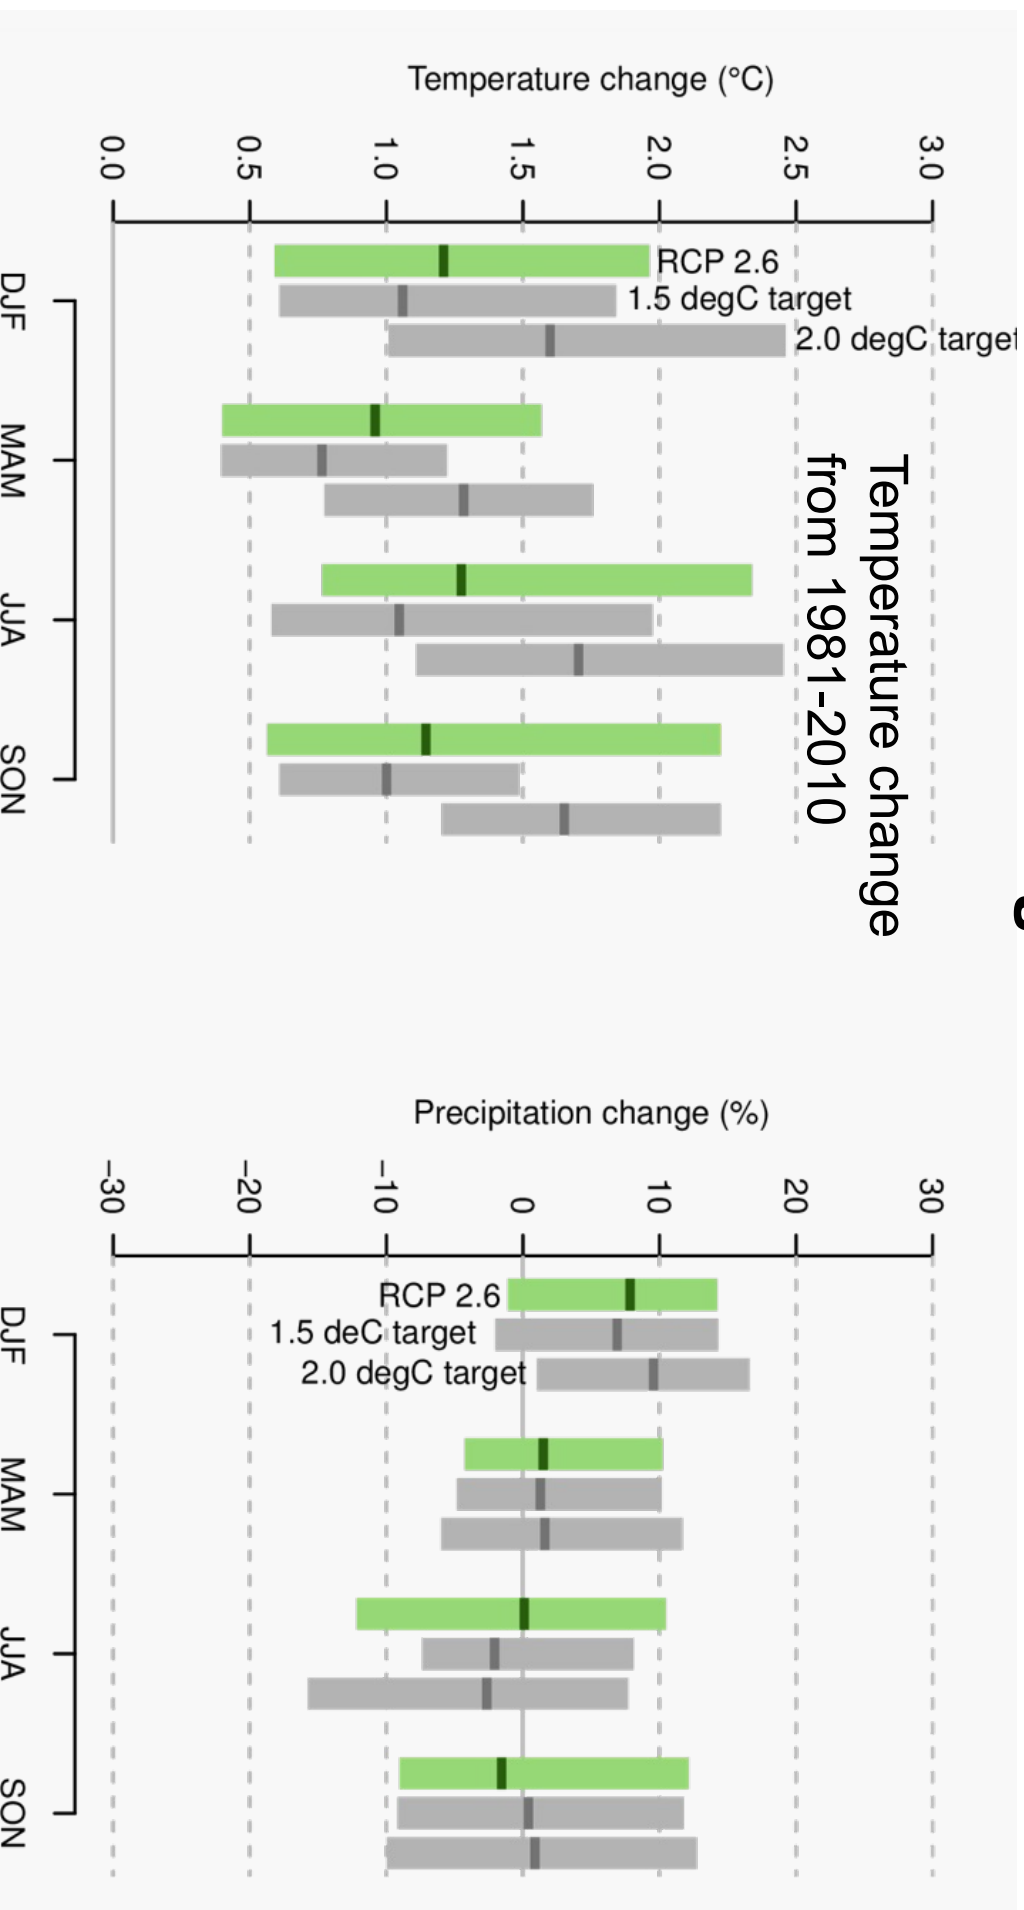 Temperature change (°C)
0.0
0.5
1.0
1.5
2.0
2.5
3.0
RCP 2.6
1.5 degC target
2.0 degC target
Temperature change
from 1981-2010
DJF
MAM
JJA
SON
Precipitation change (%)
−30
−20
−10
0
10
20
30
RCP 2.6
1.5 deC target
2.0 degC target
DJF
MAM
JJA
SON